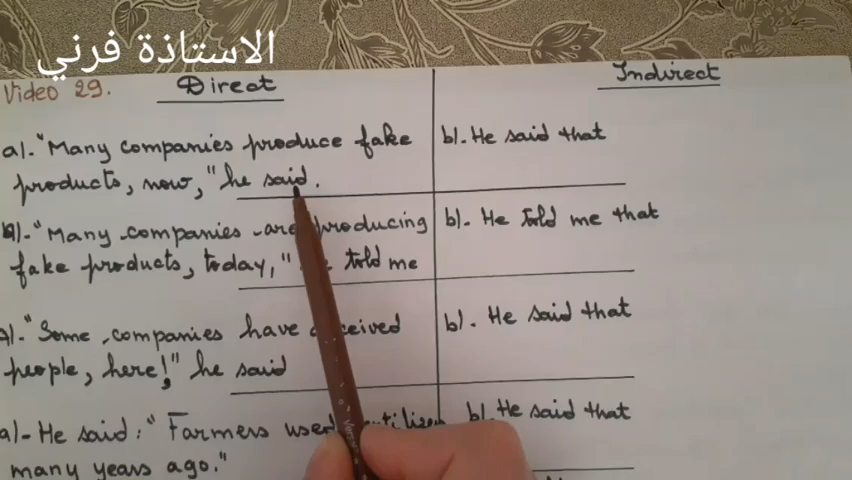 الاستاذة فرني
Video 29.
Direct
Indirect
a). "Many companies produce fake
products, now," he said.
b). He said that
a). "Many companies are producing
fake products, today," told me
b). He told me that
a). "Some companies have
people, here!," he said
b). He said that
a)- He said: "Farmers used
many years ago."
b). He said that